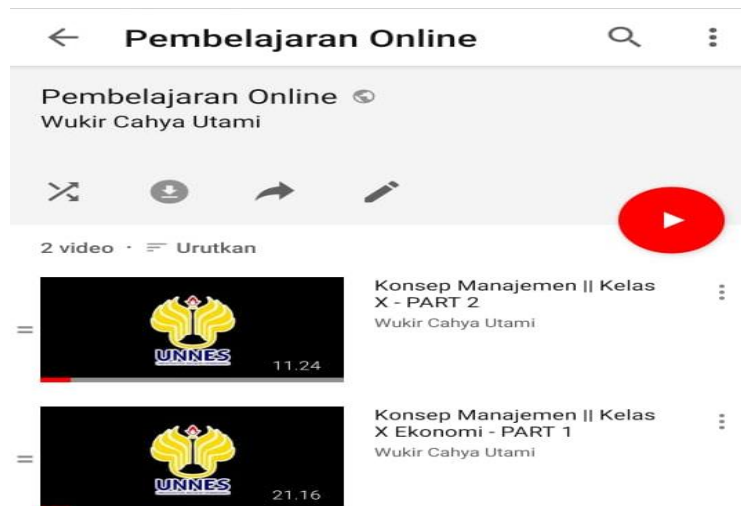 Pembelajaran Online
Pembelajaran Online
Wukir Cahya Utami
2 video · Urutkan
Konsep Manajemen || Kelas
X - PART 2
Wukir Cahya Utami
UNNES
11.24
Konsep Manajemen || Kelas
X Ekonomi - PART 1
Wukir Cahya Utami
UNNES
21.16